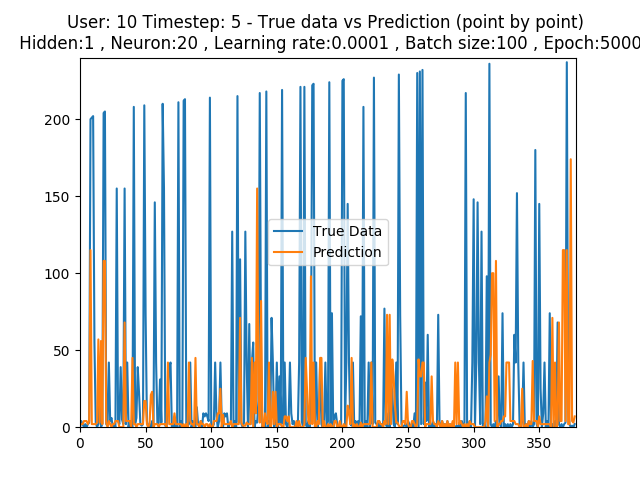 User: 10 Timestep: 5 - True data vs Prediction (point by point)
Hidden:1 , Neuron:20 , Learning rate:0.0001 , Batch size:100 , Epoch:5000
200
150
100
50
0
True Data
Prediction
0 50 100 150 200 250 300 350